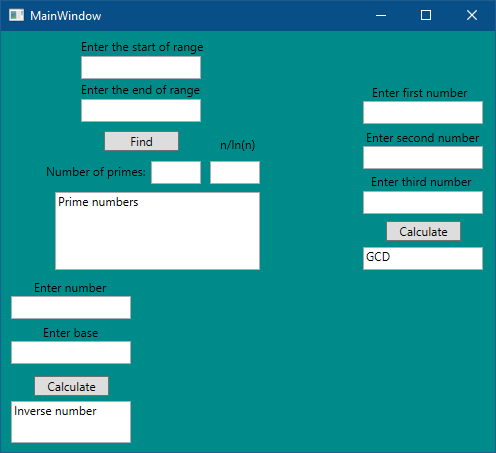 MainWindow
Enter the start of range
Enter the end of range
Find
n/ln(n)
Number of primes:
Prime numbers
Enter first number
Enter second number
Enter third number
Calculate
GCD
Enter number
Enter base
Calculate
Inverse number